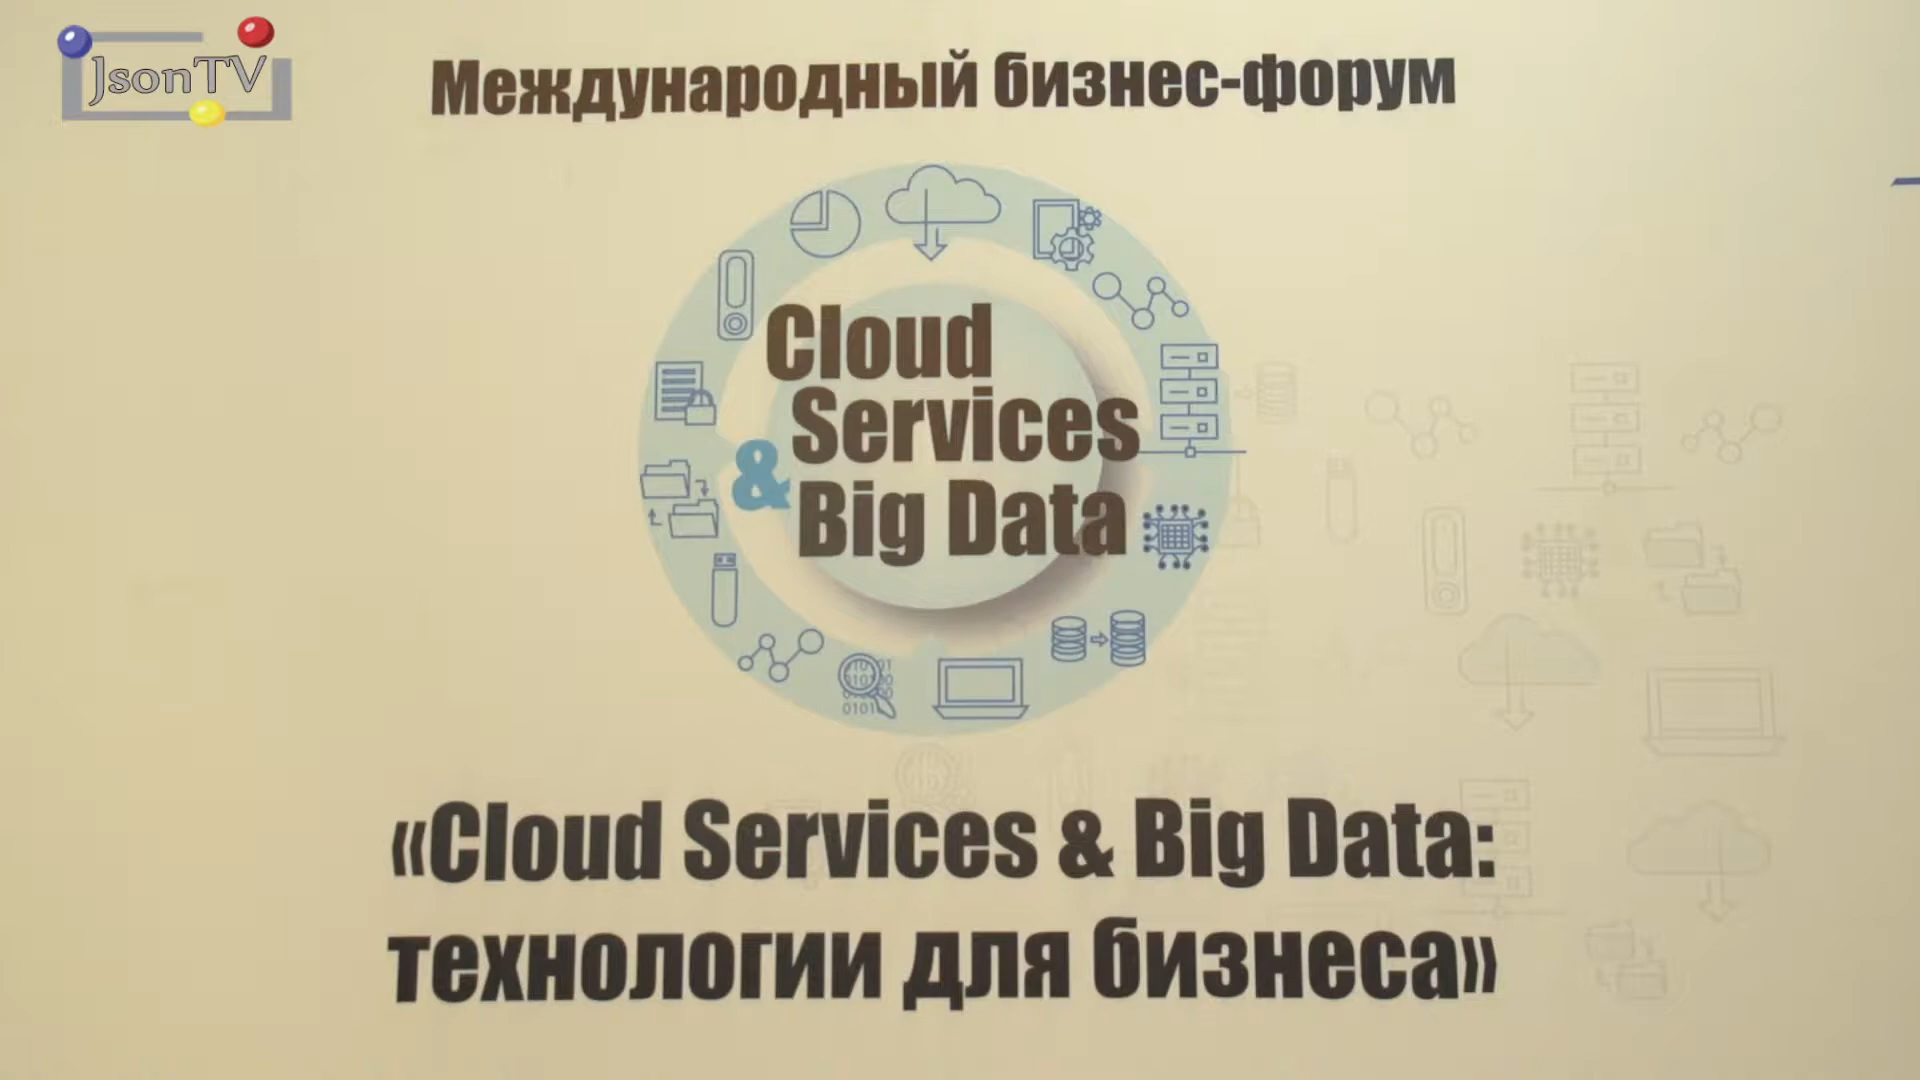 JsonTV
Международный бизнес-форум
Cloud
Services
& Big Data
«Cloud Services & Big Data:
технологии для бизнеса»